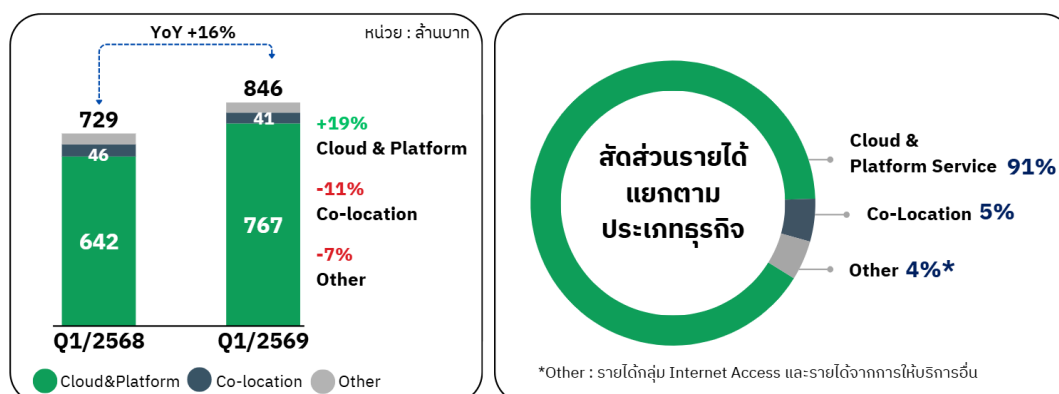 YoY +16%
หน่วย : ล้านบาท
729
46
642
846
41
767
+19%
Cloud & Platform
-11%
Co-location
-7%
Other
Q1/2568
Q1/2569
Cloud&Platform
Co-location
Other
สัดส่วนรายได้
แยกตาม
ประเภทธุรกิจ
Cloud &
Platform Service 91%
Co-Location 5%
Other 4%*
*Other : รายได้กลุ่ม Internet Access และรายได้จากการให้บริการอื่น